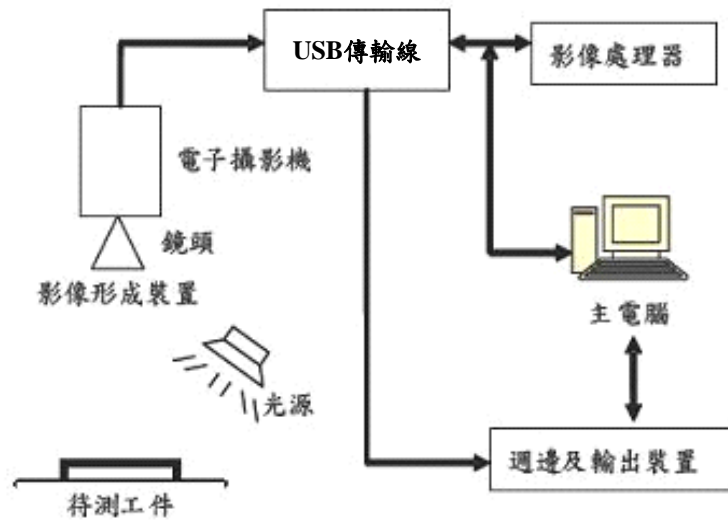 USB傳輸線
影像處理器
電子攝影機
鏡頭
影像形成裝置
主電腦
光源
週邊及輸出裝置
待測工件